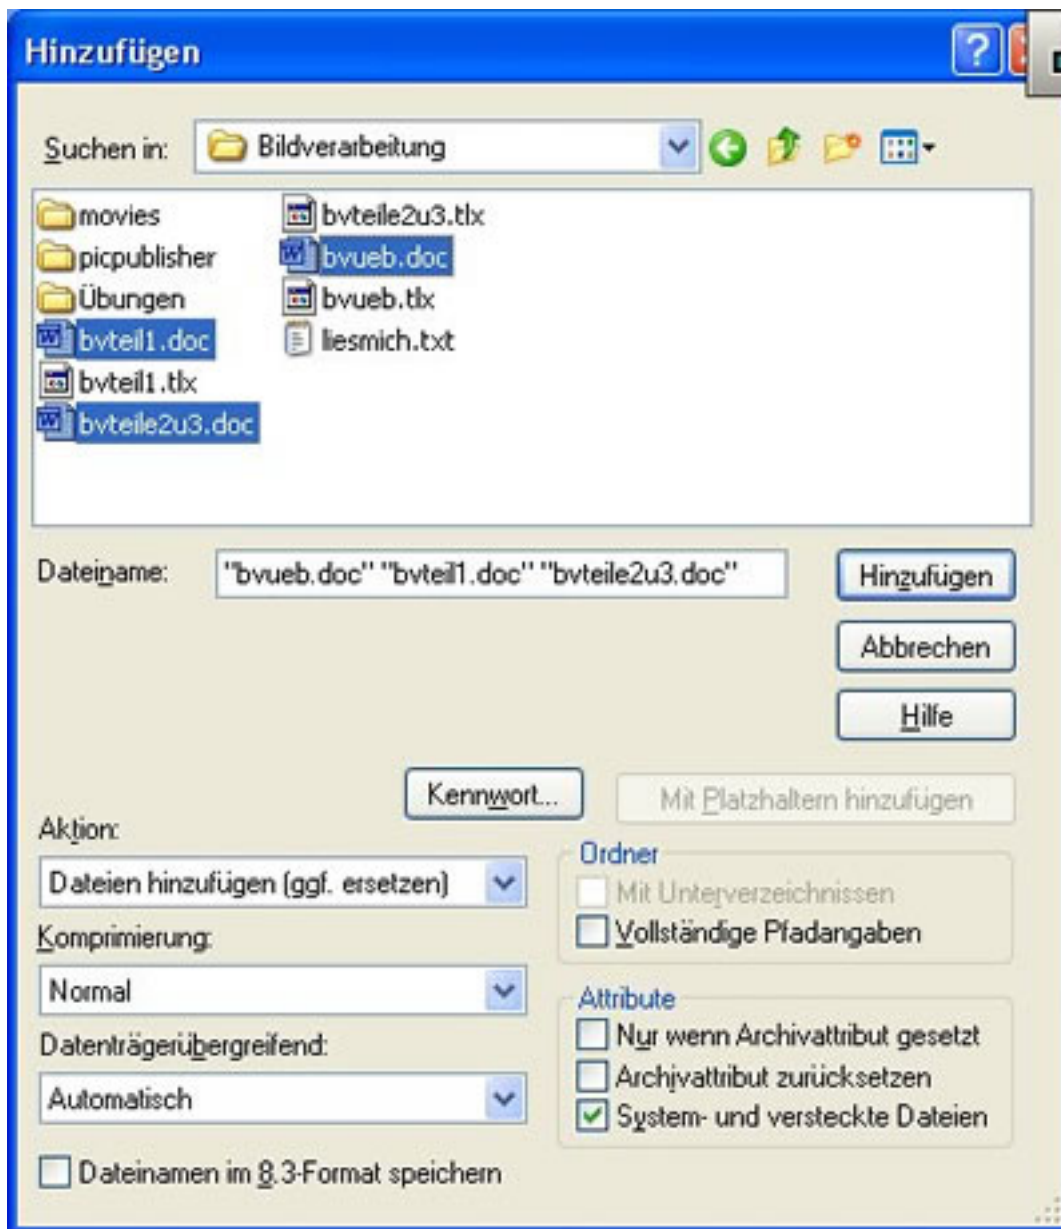 Hinzufügen
Suchen in: Bildverarbeitung
movies
picpublisher
Übungen
bvteil1.doc
bvteil1.tlx
bvteile2u3.doc
bvteile2u3.tlx
bvueb.doc
bvueb.tlx
liesmich.txt
Dateiname: "bvueb.doc" "bvteil1.doc" "bvteile2u3.doc"
Hinzufügen
Abbrechen
Hilfe
Kennwort...
Mit Platzhaltern hinzufügen
Aktion:
Dateien hinzufügen (ggf. ersetzen)
Komprimierung:
Normal
Datenträgerübergreifend:
Automatisch
Dateinamen im 8.3-Format speichern
Ordner
Mit Unterverzeichnissen
Vollständige Pfadangaben
Attribute
Nur wenn Archivattribut gesetzt
Archivattribut zurücksetzen
System- und versteckte Dateien